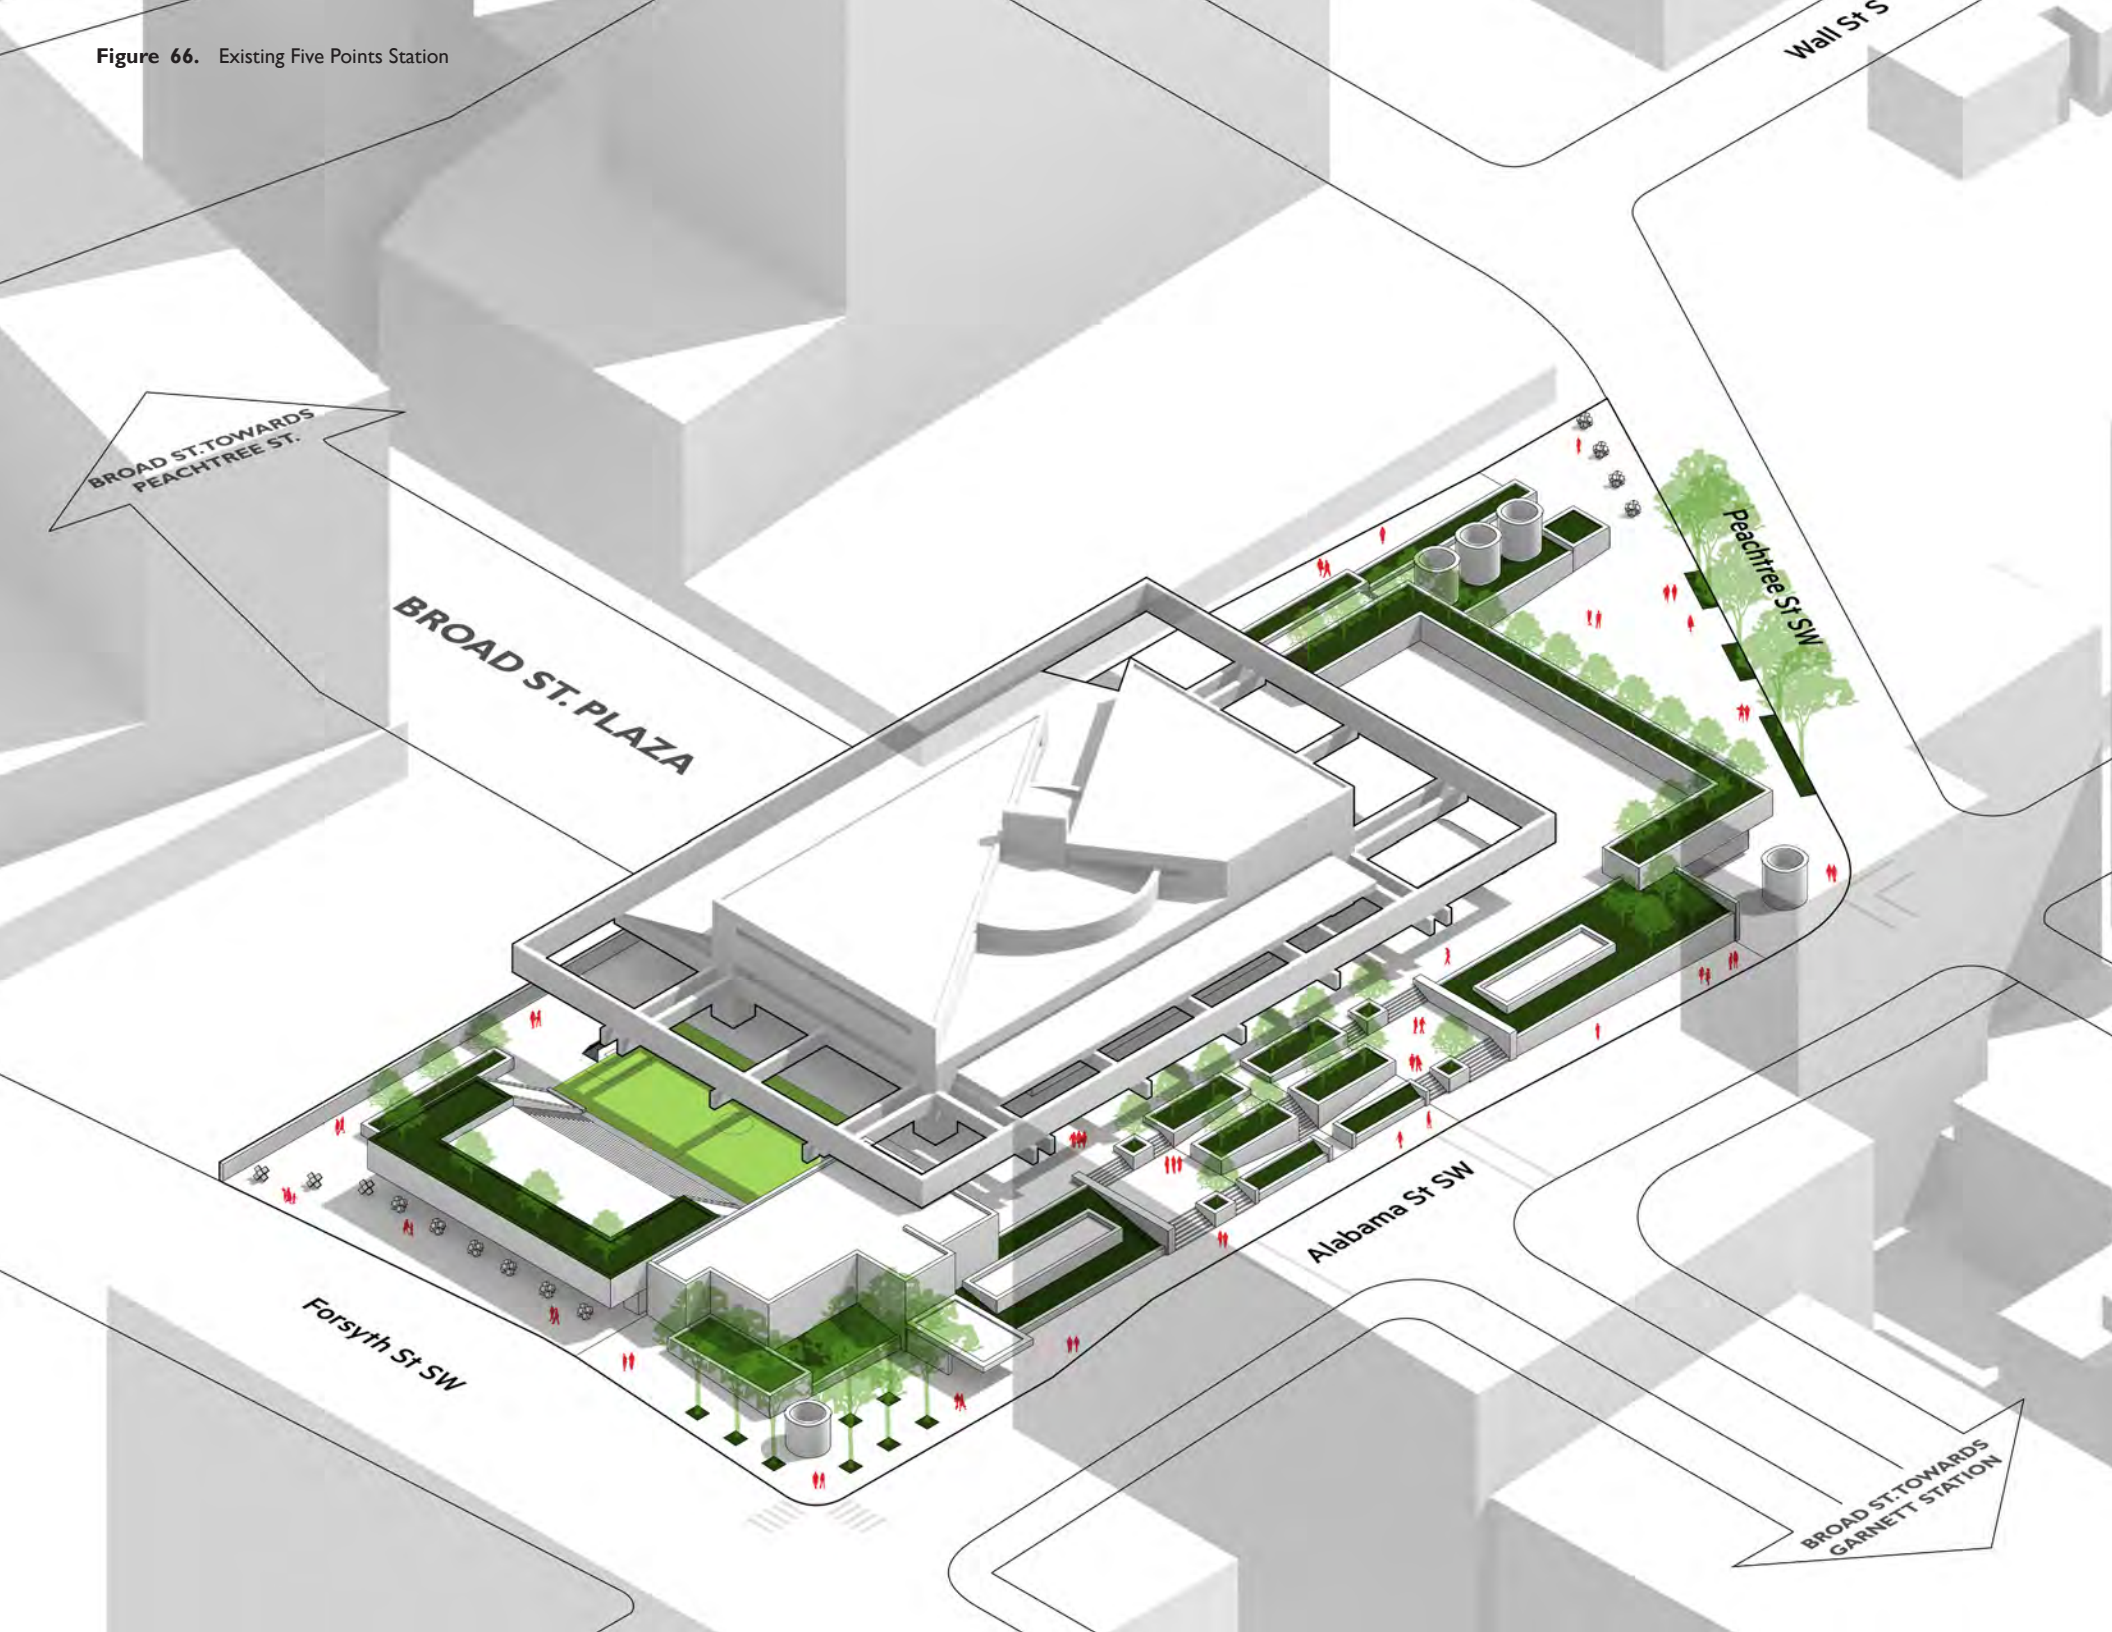 Figure 66. Existing Five Points Station
Wall St S
BROAD ST. TOWARDS
PEACHTREE ST.
Peachtree St SW
BROAD ST. PLAZA
Alabama St SW
Forsyth St SW
BROAD ST. TOWARDS
GARNETT STATION